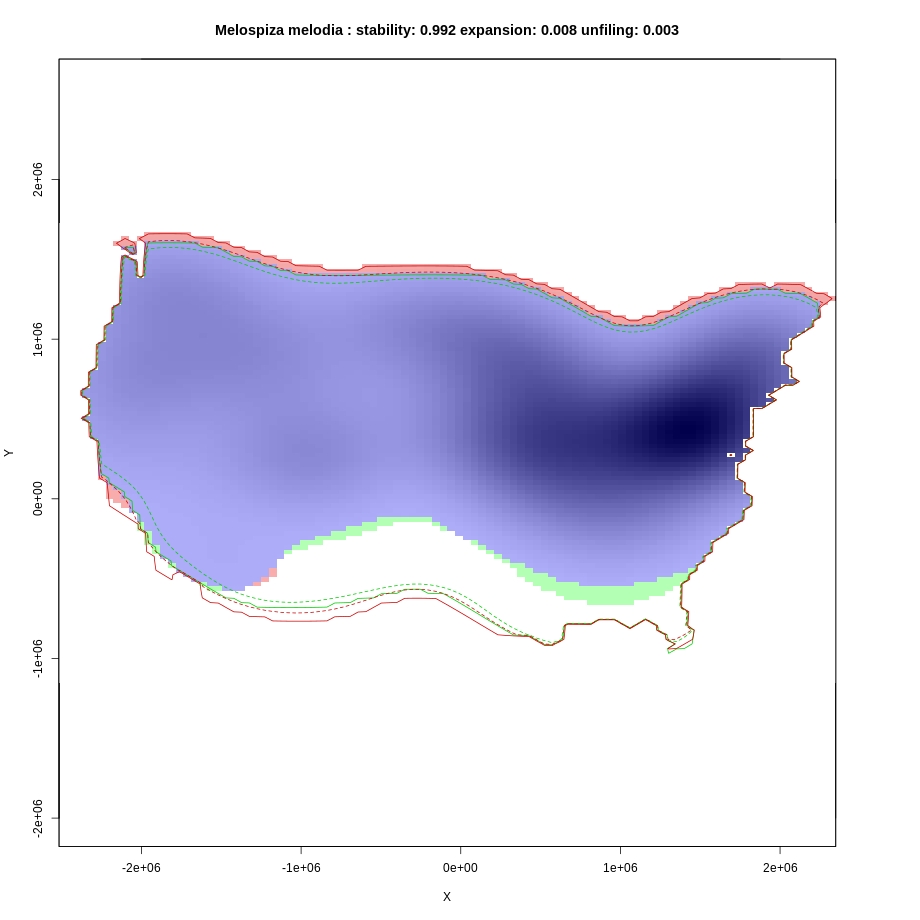 Melospiza melodia : stability: 0.992 expansion: 0.008 unfiling: 0.003
2e+06
1e+06
0e+00
-1e+06
-2e+06
Y
-2e+06 -1e+06 0e+00 1e+06 2e+06
X